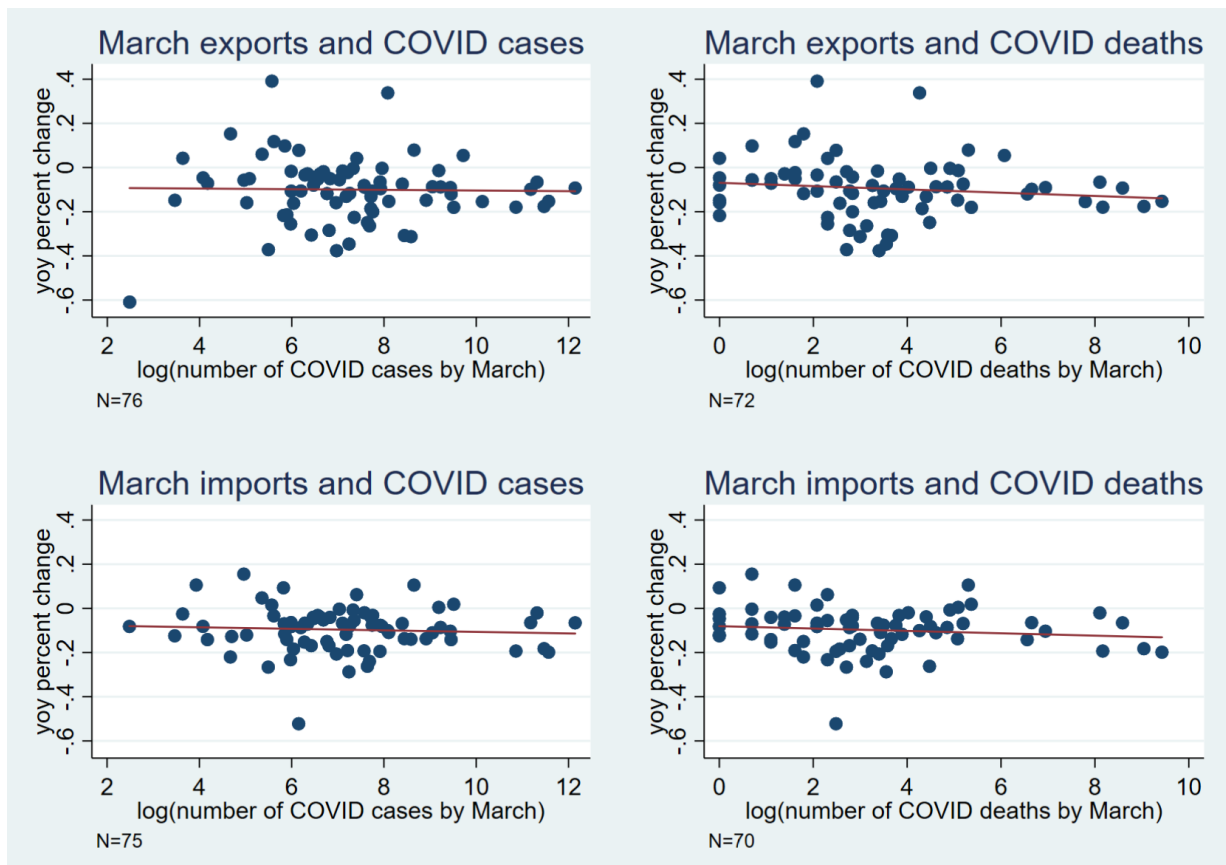 March exports and COVID cases
yoy percent change
.4
.2
0
-.2
-.4
-.6
2 4 6 8 10 12
log(number of COVID cases by March)
N=76
March exports and COVID deaths
yoy percent change
.4
.2
0
-.2
-.4
-.6
0 2 4 6 8 10
log(number of COVID deaths by March)
N=72
March imports and COVID cases
yoy percent change
.4
.2
0
-.2
-.4
-.6
2 4 6 8 10 12
log(number of COVID cases by March)
N=75
March imports and COVID deaths
yoy percent change
.4
.2
0
-.2
-.4
-.6
0 2 4 6 8 10
log(number of COVID deaths by March)
N=70